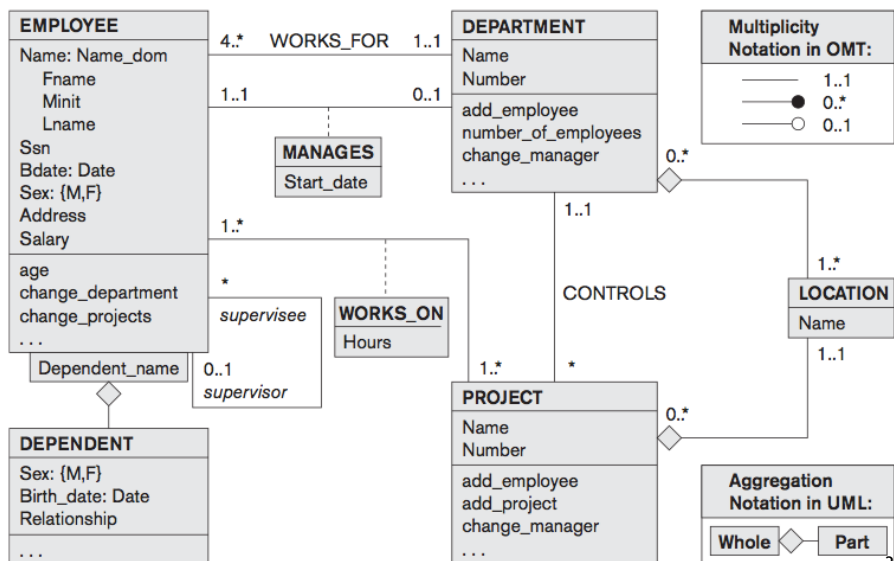 EMPLOYEE
Name: Name_dom
Fname
Minit
Lname
Ssn
Bdate: Date
Sex: {M,F}
Address
Salary
age
change_department
change_projects
. . .
Dependent_name
DEPENDENT
Sex: {M,F}
Birth_date: Date
Relationship
. . .
4..* WORKS_FOR 1..1
1..1 0..1
MANAGES
Start_date
1..*
*
supervisee
0..1
supervisor
WORKS_ON
Hours
1..*
DEPARTMENT
Name
Number
add_employee
number_of_employees
change_manager
. . .
0..*
1..1
CONTROLS
*
PROJECT
Name
Number
add_employee
add_project
change_manager
. . .
0..*
1..*
LOCATION
Name
1..1
Multiplicity
Notation in OMT:
1..1
0..*
0..1
Aggregation
Notation in UML:
Whole Part